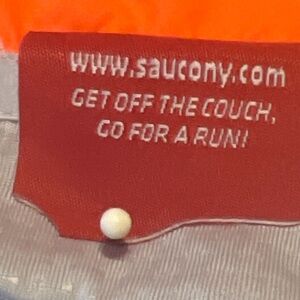 www.saucony.com
GET OFF THE COUCH,
GO FOR A RUN!